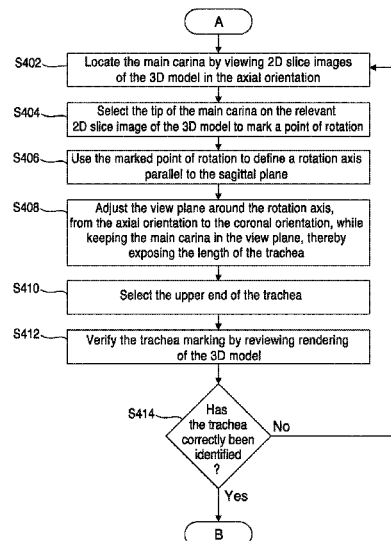 A
S402
Locate the main carina by viewing 2D slice images
of the 3D model in the axial orientation
S404
Select the tip of the main carina on the relevant
2D slice image of the 3D model to mark a point of rotation
S406
Use the marked point of rotation to define a rotation axis
parallel to the sagittal plane
S408
Adjust the view plane around the rotation axis,
from the axial orientation to the coronal orientation, while
keeping the main carina in the view plane, thereby
exposing the length of the trachea
S410
Select the upper end of the trachea
S412
Verify the trachea marking by reviewing rendering
of the 3D model
S414
Has
the trachea
correctly been
identified
?
No
Yes
B